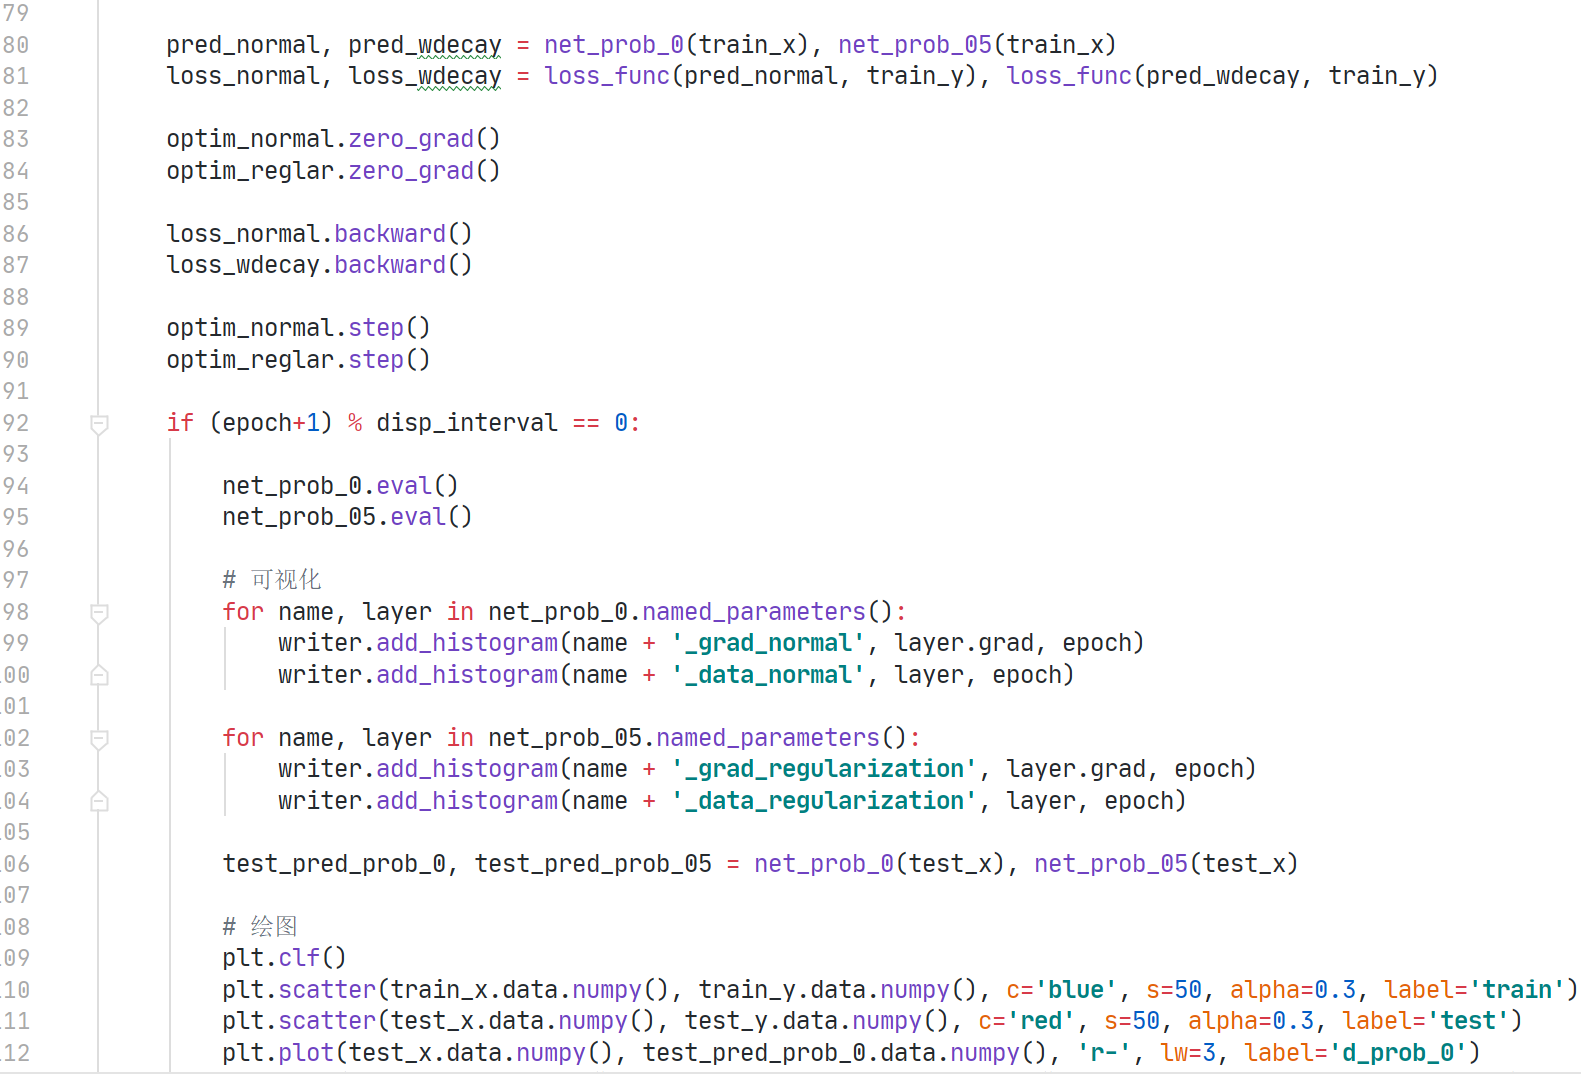 79
80 pred_normal, pred_wdecay = net_prob_0(train_x), net_prob_05(train_x)
81 loss_normal, loss_wdecay = loss_func(pred_normal, train_y), loss_func(pred_wdecay, train_y)
82
83 optim_normal.zero_grad()
84 optim_reglar.zero_grad()
85
86 loss_normal.backward()
87 loss_wdecay.backward()
88
89 optim_normal.step()
90 optim_reglar.step()
91
92 if (epoch+1) % disp_interval == 0:
93
94 net_prob_0.eval()
95 net_prob_05.eval()
96
97 # 可视化
98 for name, layer in net_prob_0.named_parameters():
99 writer.add_histogram(name + '_grad_normal', layer.grad, epoch)
00 writer.add_histogram(name + '_data_normal', layer, epoch)
01
02 for name, layer in net_prob_05.named_parameters():
03 writer.add_histogram(name + '_grad_regularization', layer.grad, epoch)
04 writer.add_histogram(name + '_data_regularization', layer, epoch)
05
06 test_pred_prob_0, test_pred_prob_05 = net_prob_0(test_x), net_prob_05(test_x)
07
08 # 绘图
09 plt.clf()
10 plt.scatter(train_x.data.numpy(), train_y.data.numpy(), c='blue', s=50, alpha=0.3, label='train')
11 plt.scatter(test_x.data.numpy(), test_y.data.numpy(), c='red', s=50, alpha=0.3, label='test')
12 plt.plot(test_x.data.numpy(), test_pred_prob_0.data.numpy(), 'r-', lw=3, label='d_prob_0')